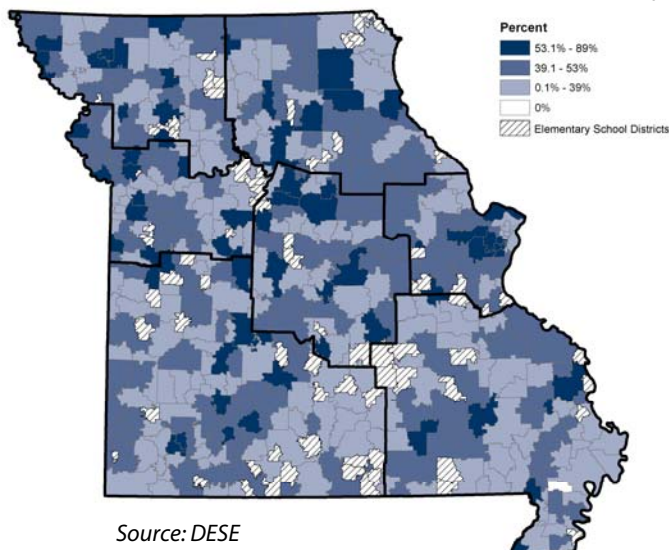 Percent
53.1% - 89%
39.1 - 53%
0.1% - 39%
0%
Elementary School Districts
Source: DESE